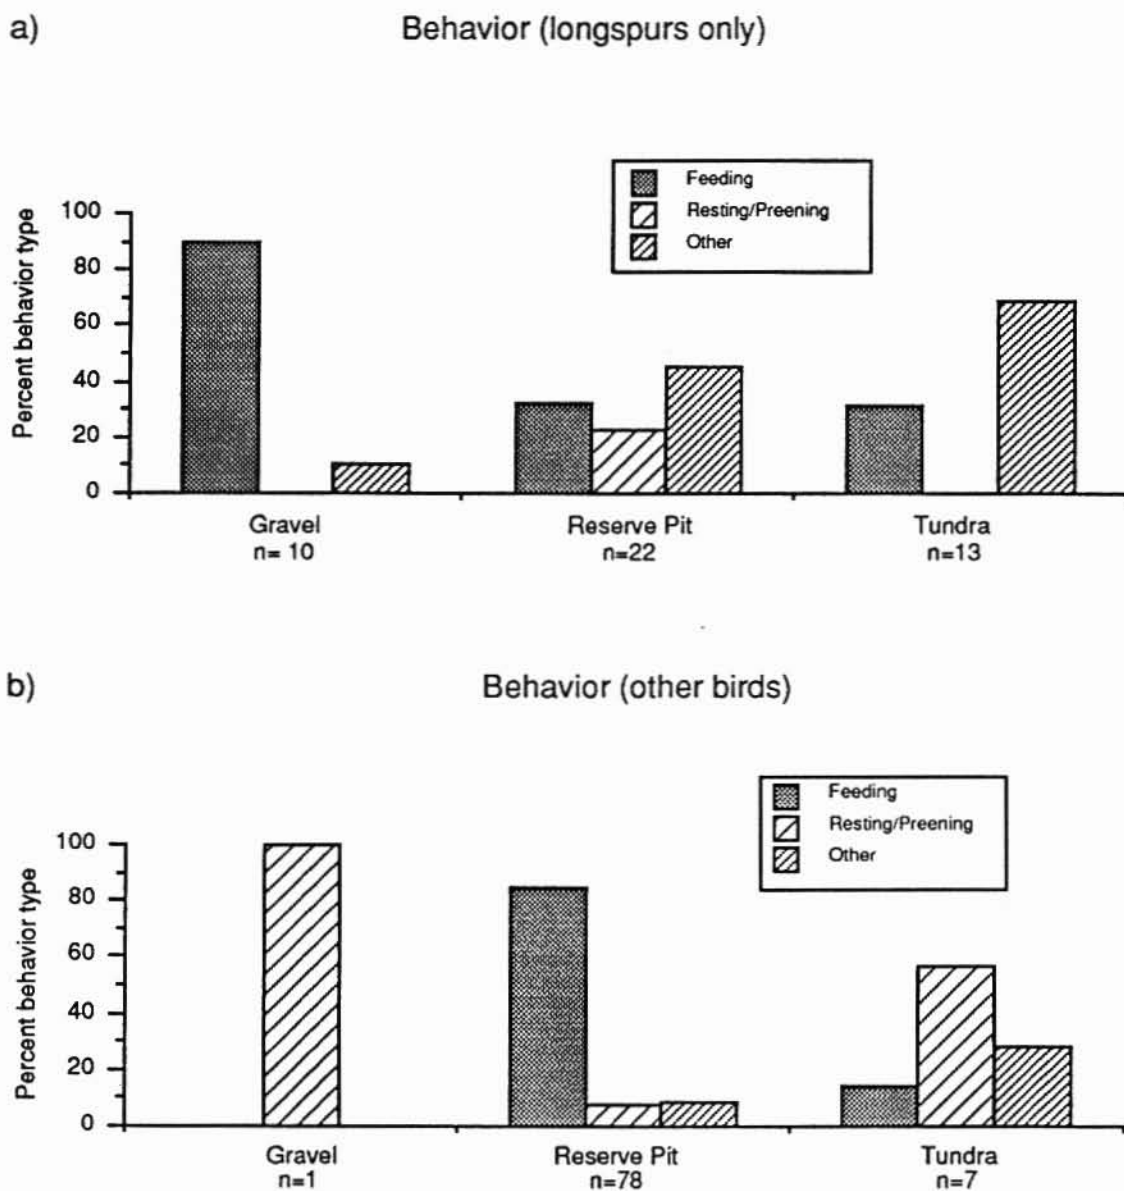 a)
Behavior (longspurs only)
Feeding
Resting/Preening
Other
Percent behavior type
100
80
60
40
20
0
Gravel
n= 10
Reserve Pit
n=22
Tundra
n=13
b)
Behavior (other birds)
Feeding
Resting/Preening
Other
Percent behavior type
100
80
60
40
20
0
Gravel
n=1
Reserve Pit
n=78
Tundra
n=7